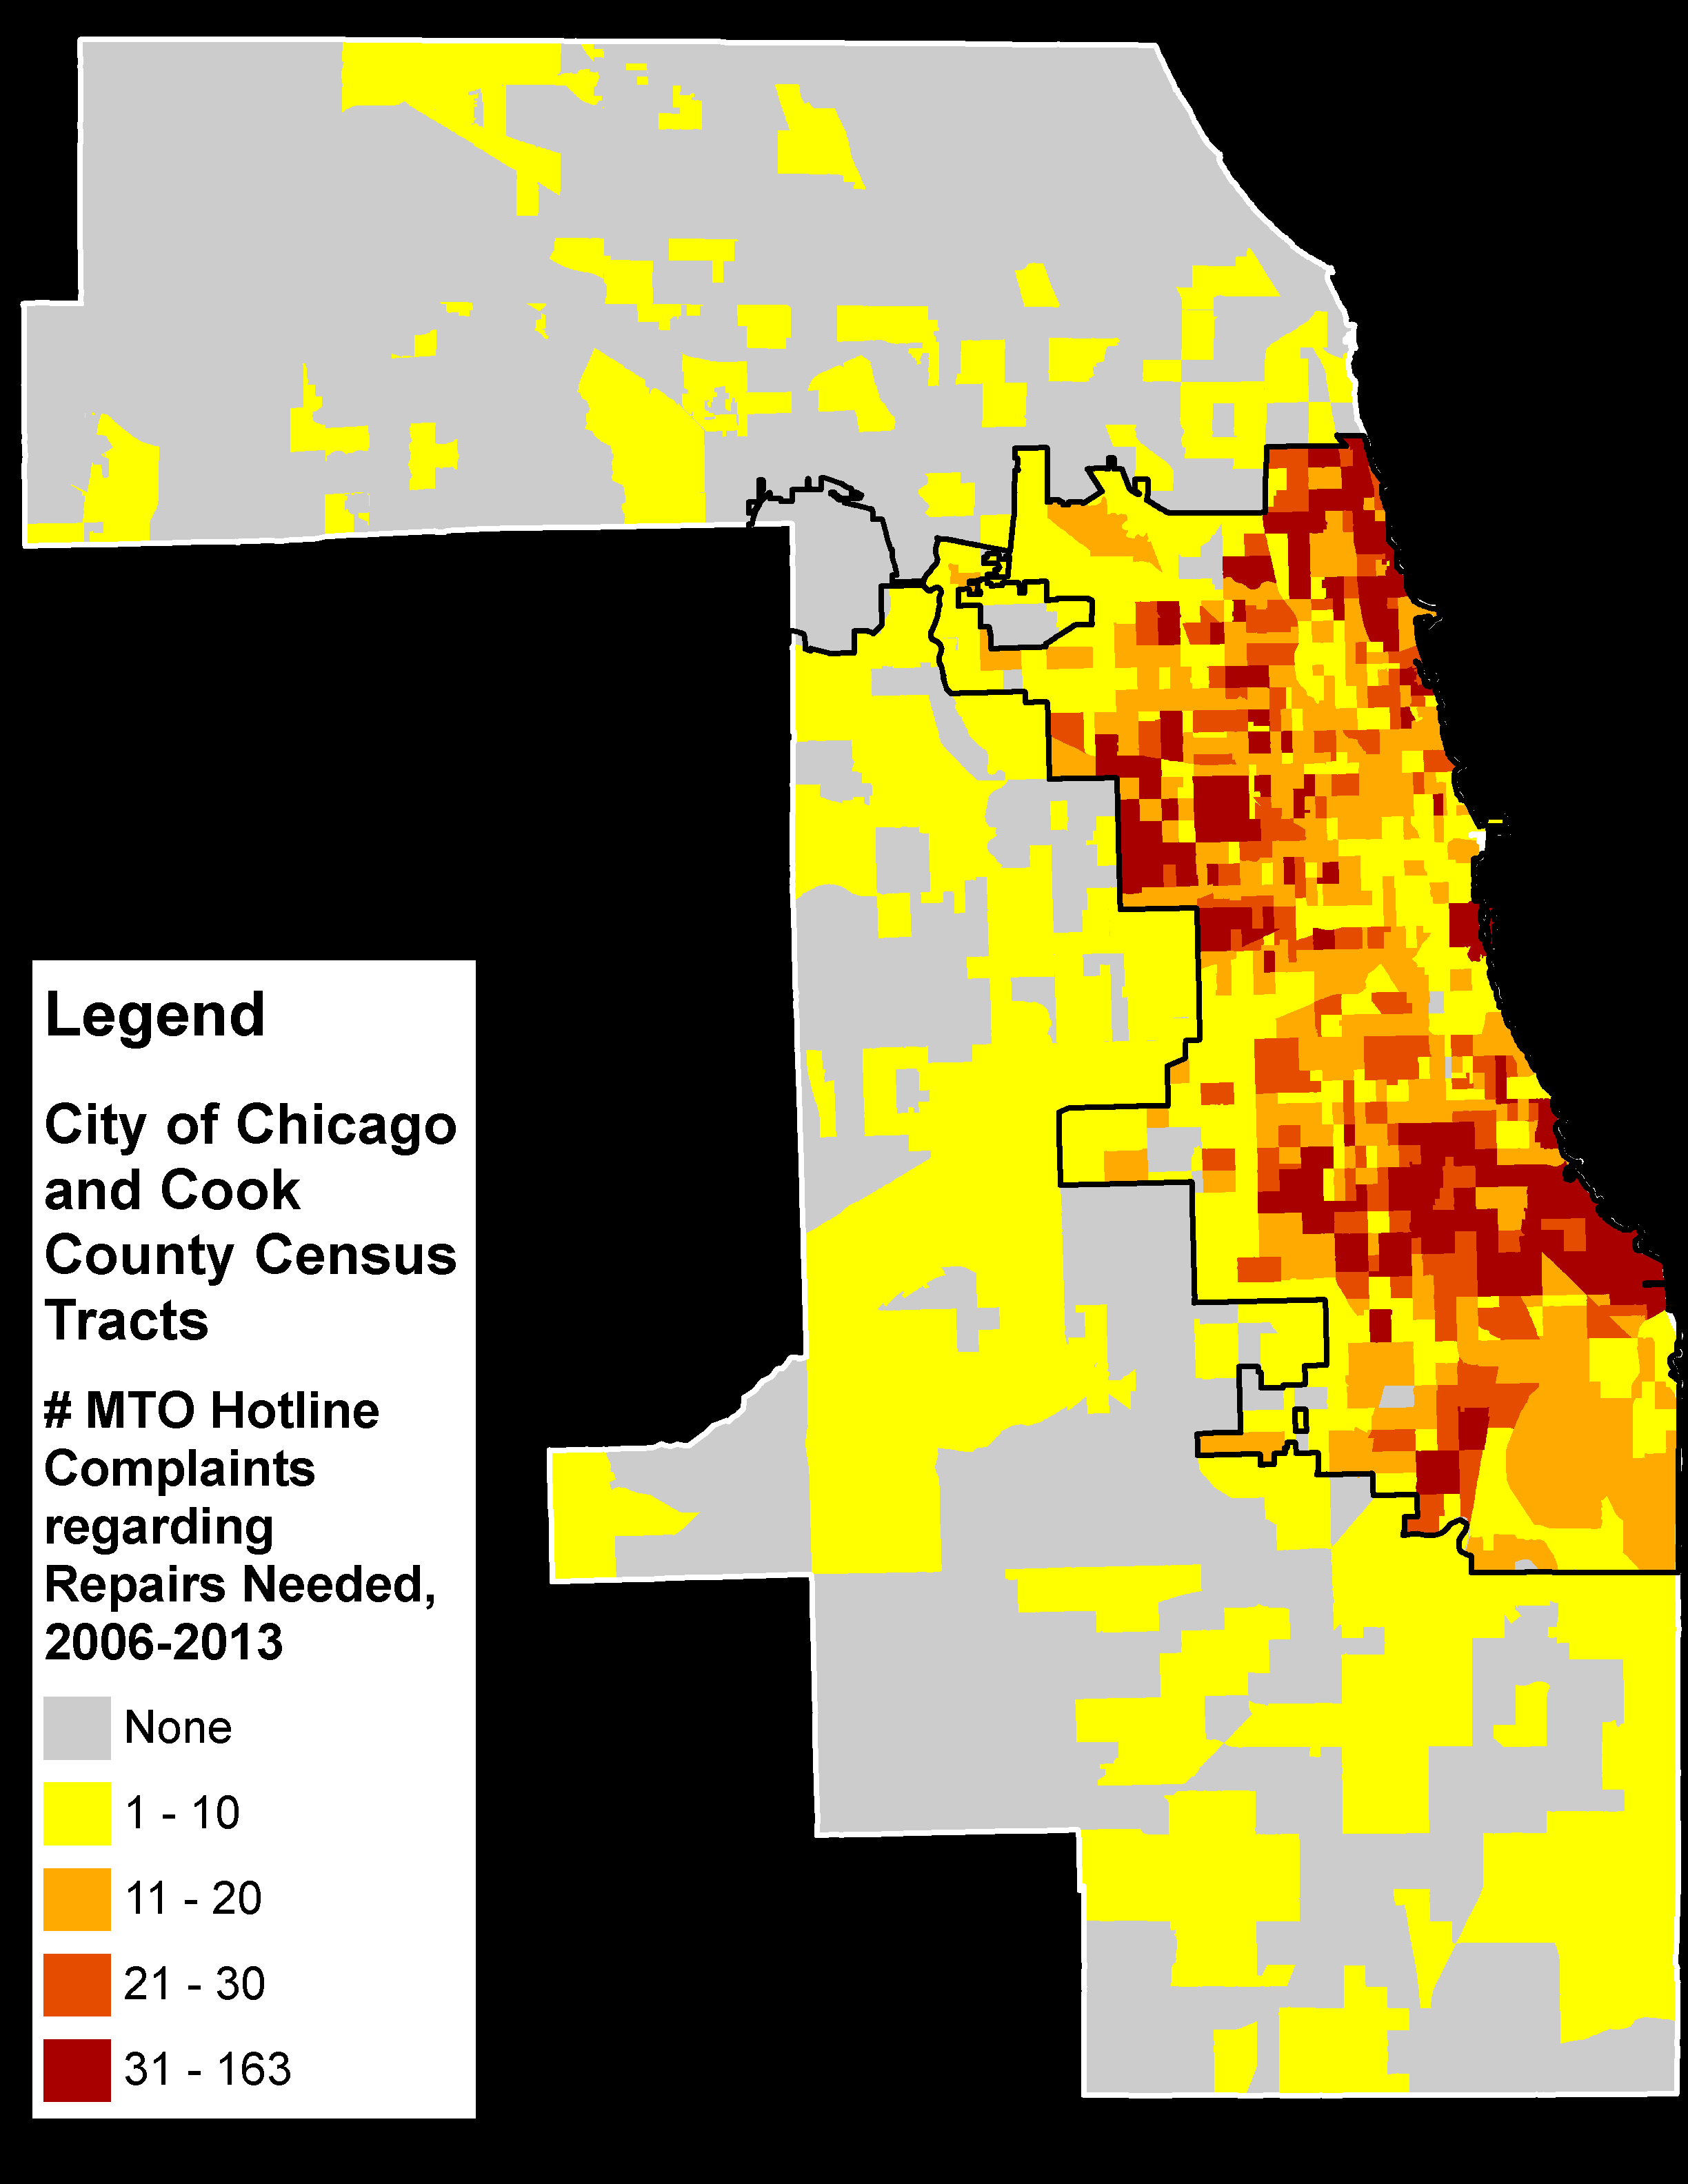 Legend
City of Chicago
and Cook
County Census
Tracts
# MTO Hotline
Complaints
regarding
Repairs Needed,
2006-2013
None
1 - 10
11 - 20
21 - 30
31 - 163